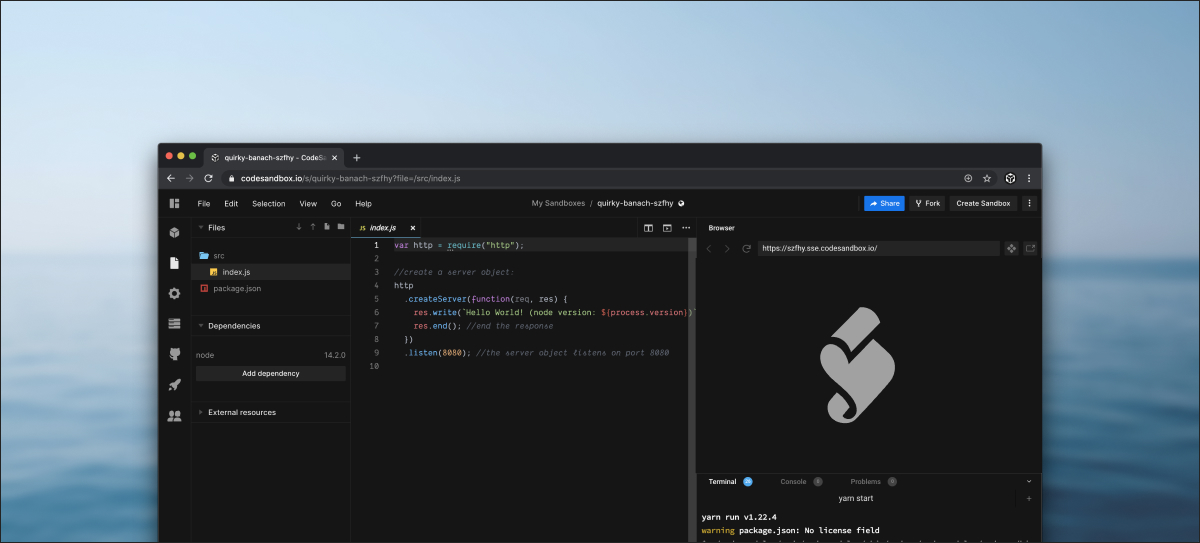 quirky-banach-szfhy – CodeSa
codesandbox.io/s/quirky-banach-szfhy?file=/src/index.js
File Edit Selection View Go Help
My Sandboxes / quirky-banach-szfhy
Share Fork Create Sandbox
Files
src
index.js
package.json
Dependencies
node 14.2.0
Add dependency
External resources
JS index.js
1 var http = require("http");
2
3 //create a server object:
4 http
5 .createServer(function(req, res) {
6 res.write(`Hello World! (node version: ${process.version})`
7 res.end(); //end the response
8 })
9 .listen(8080); //the server object listens on port 8080
10
Browser
https://szfhy.sse.codesandbox.io/
Terminal Console Problems 0
yarn start
yarn run v1.22.4
warning package.json: No license field